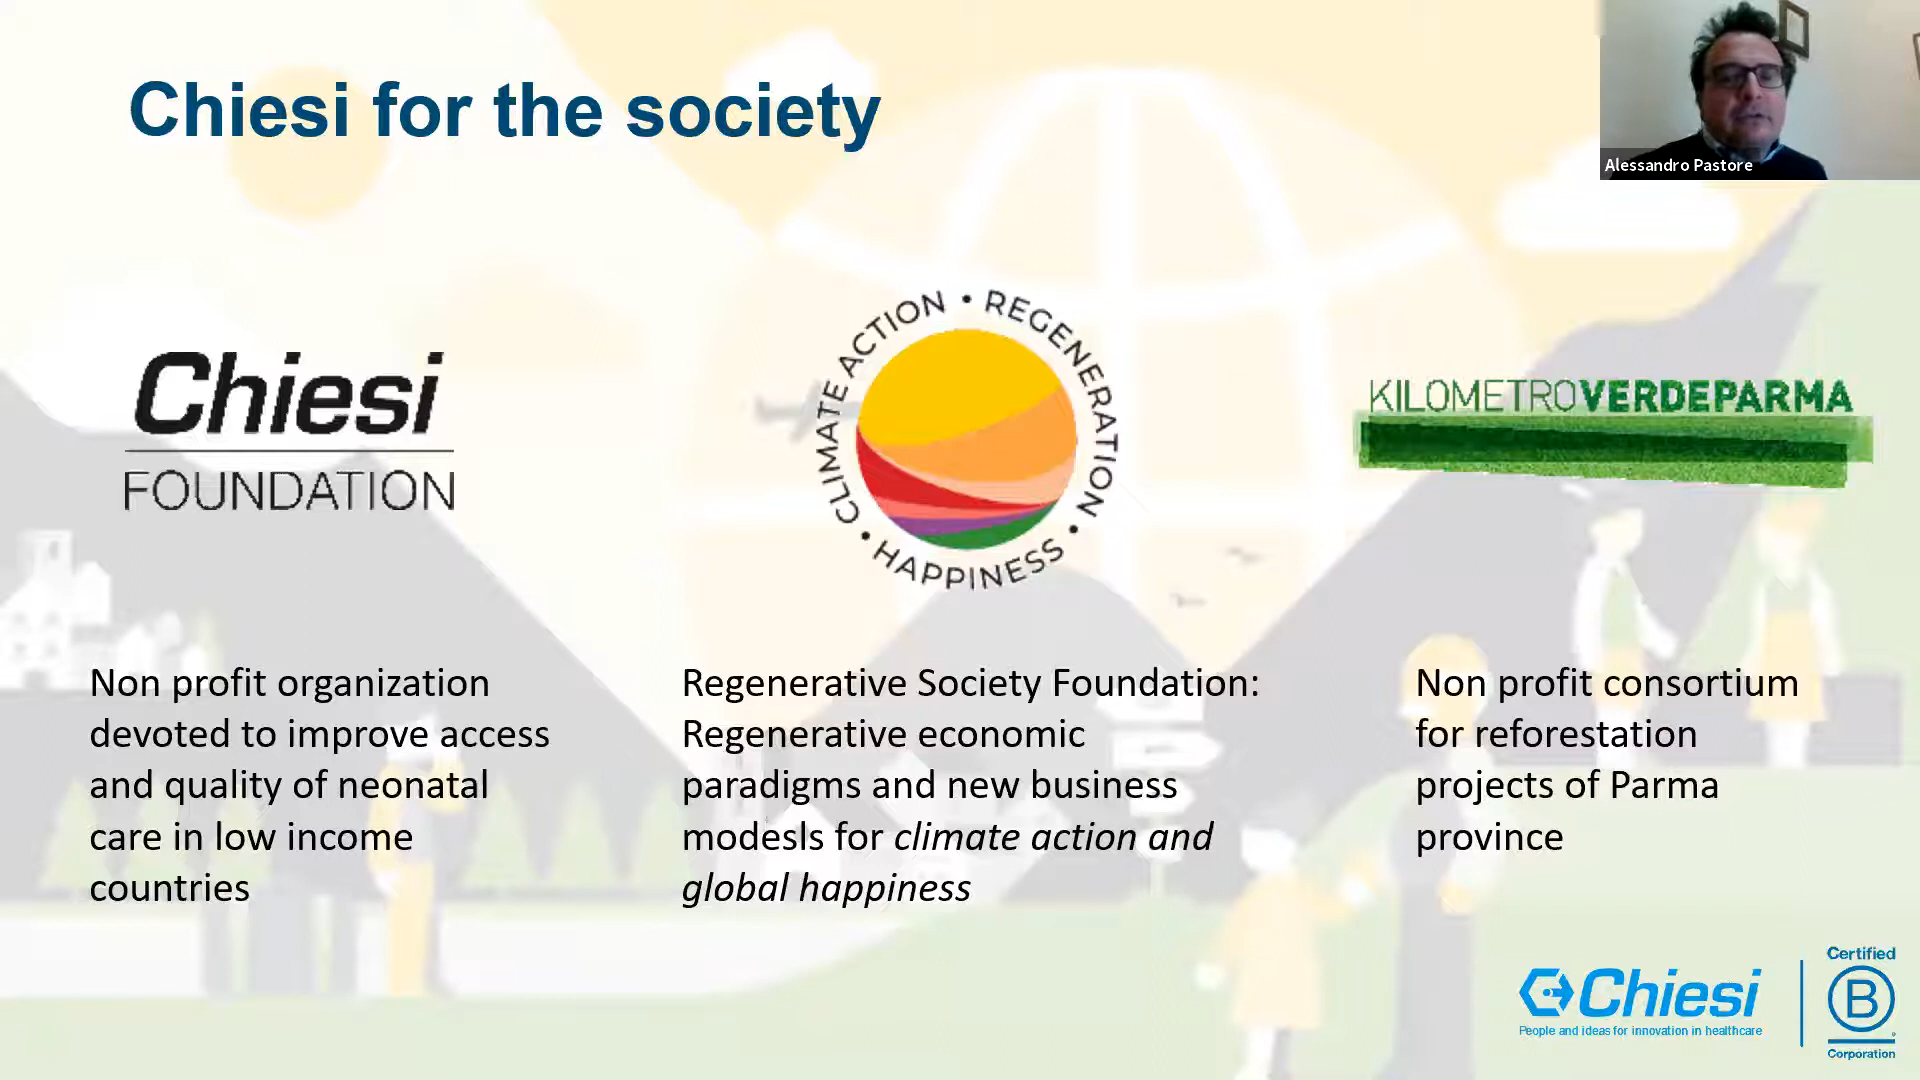 Chiesi for the society
Alessandro Pastore
Chiesi
FOUNDATION
CLIMATE ACTION • REGENERATION • HAPPINESS •
KILOMETROVERDEPARMA
Non profit organization
devoted to improve access
and quality of neonatal
care in low income
countries
Regenerative Society Foundation:
Regenerative economic
paradigms and new business
modesls for climate action and
global happiness
Non profit consortium
for reforestation
projects of Parma
province
Chiesi
People and ideas for innovation in healthcare
Certified
B
Corporation